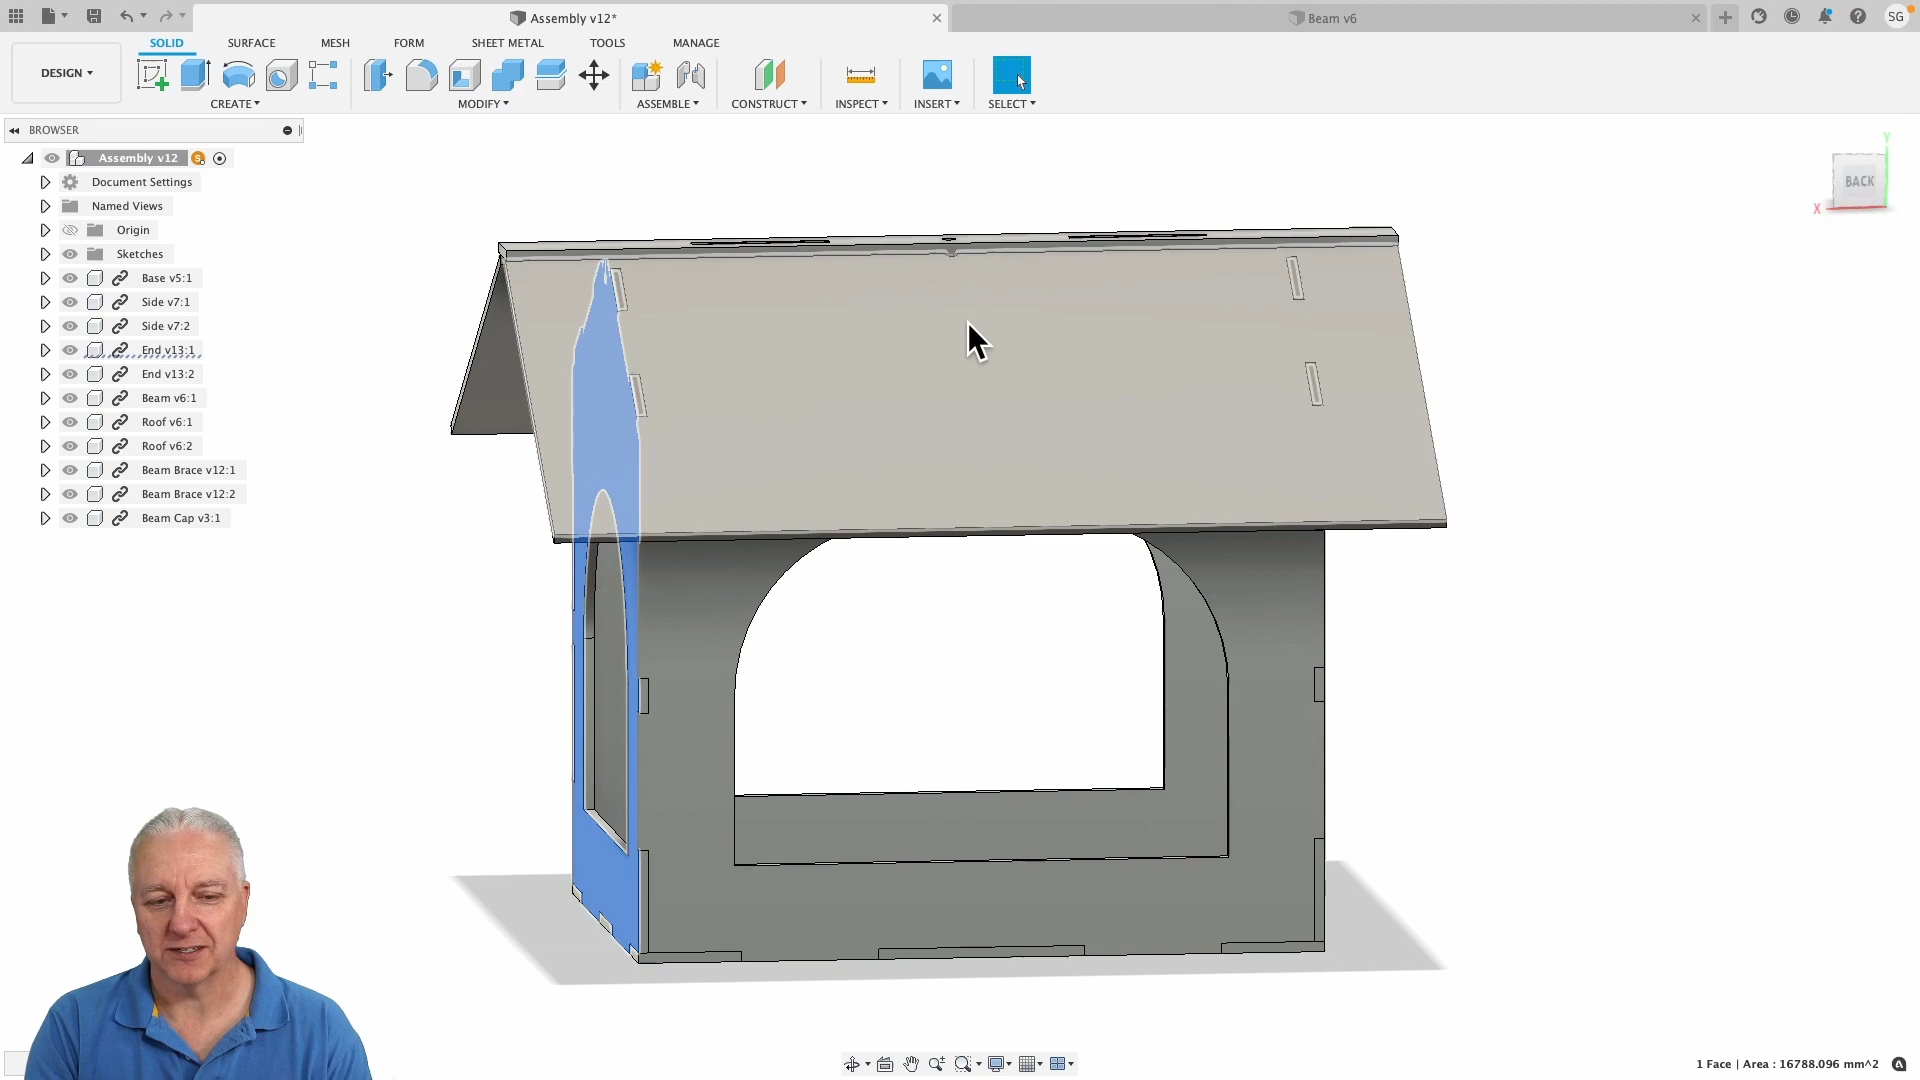 Assembly v12*
Beam v6
SG
DESIGN
SOLID
SURFACE
MESH
FORM
SHEET METAL
TOOLS
MANAGE
CREATE
MODIFY
ASSEMBLE
CONSTRUCT
INSPECT
INSERT
SELECT
BROWSER
Assembly v12
S
Document Settings
Named Views
Origin
Sketches
Base v5:1
Side v7:1
Side v7:2
End v13:1
End v13:2
Beam v6:1
Roof v6:1
Roof v6:2
Beam Brace v12:1
Beam Brace v12:2
Beam Cap v3:1
Y
BACK
X
1 Face | Area : 16788.096 mm^2